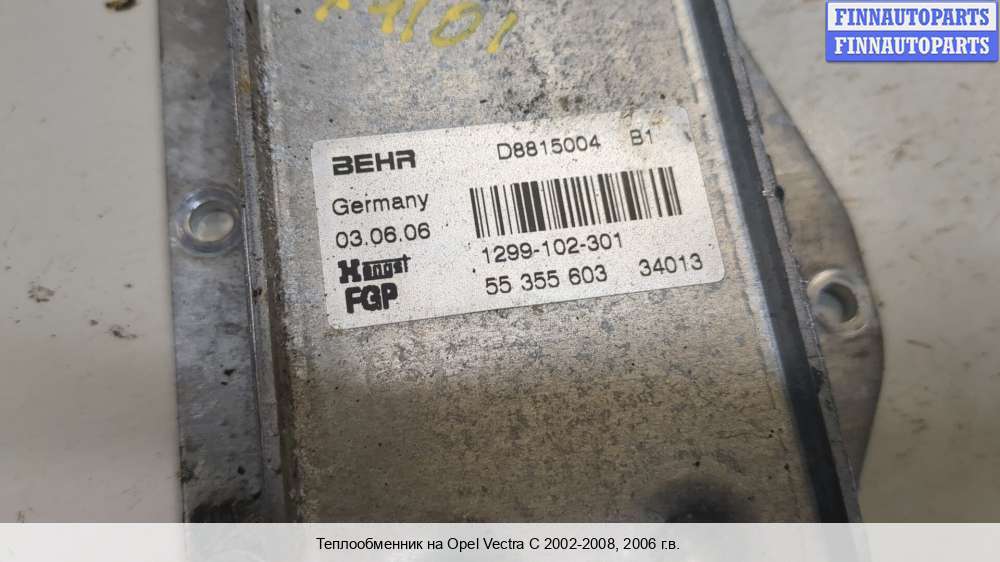 FINNAUTOPARTS
FINNAUTOPARTS
BEHR D8815004 B1
Germany
03.06.06 1299-102-301
Hengst 55 355 603 34013
FGP
Теплообменник на Opel Vectra C 2002-2008, 2006 г.в.